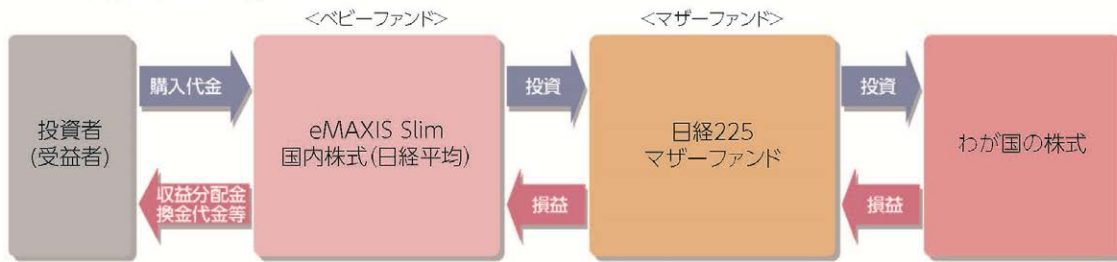 <ベビーファンド>
<マザーファンド>
投資者
(受益者)
購入代金
収益分配金
換金代金等
eMAXIS Slim
国内株式(日経平均)
投資
損益
日経225
マザーファンド
投資
損益
わが国の株式